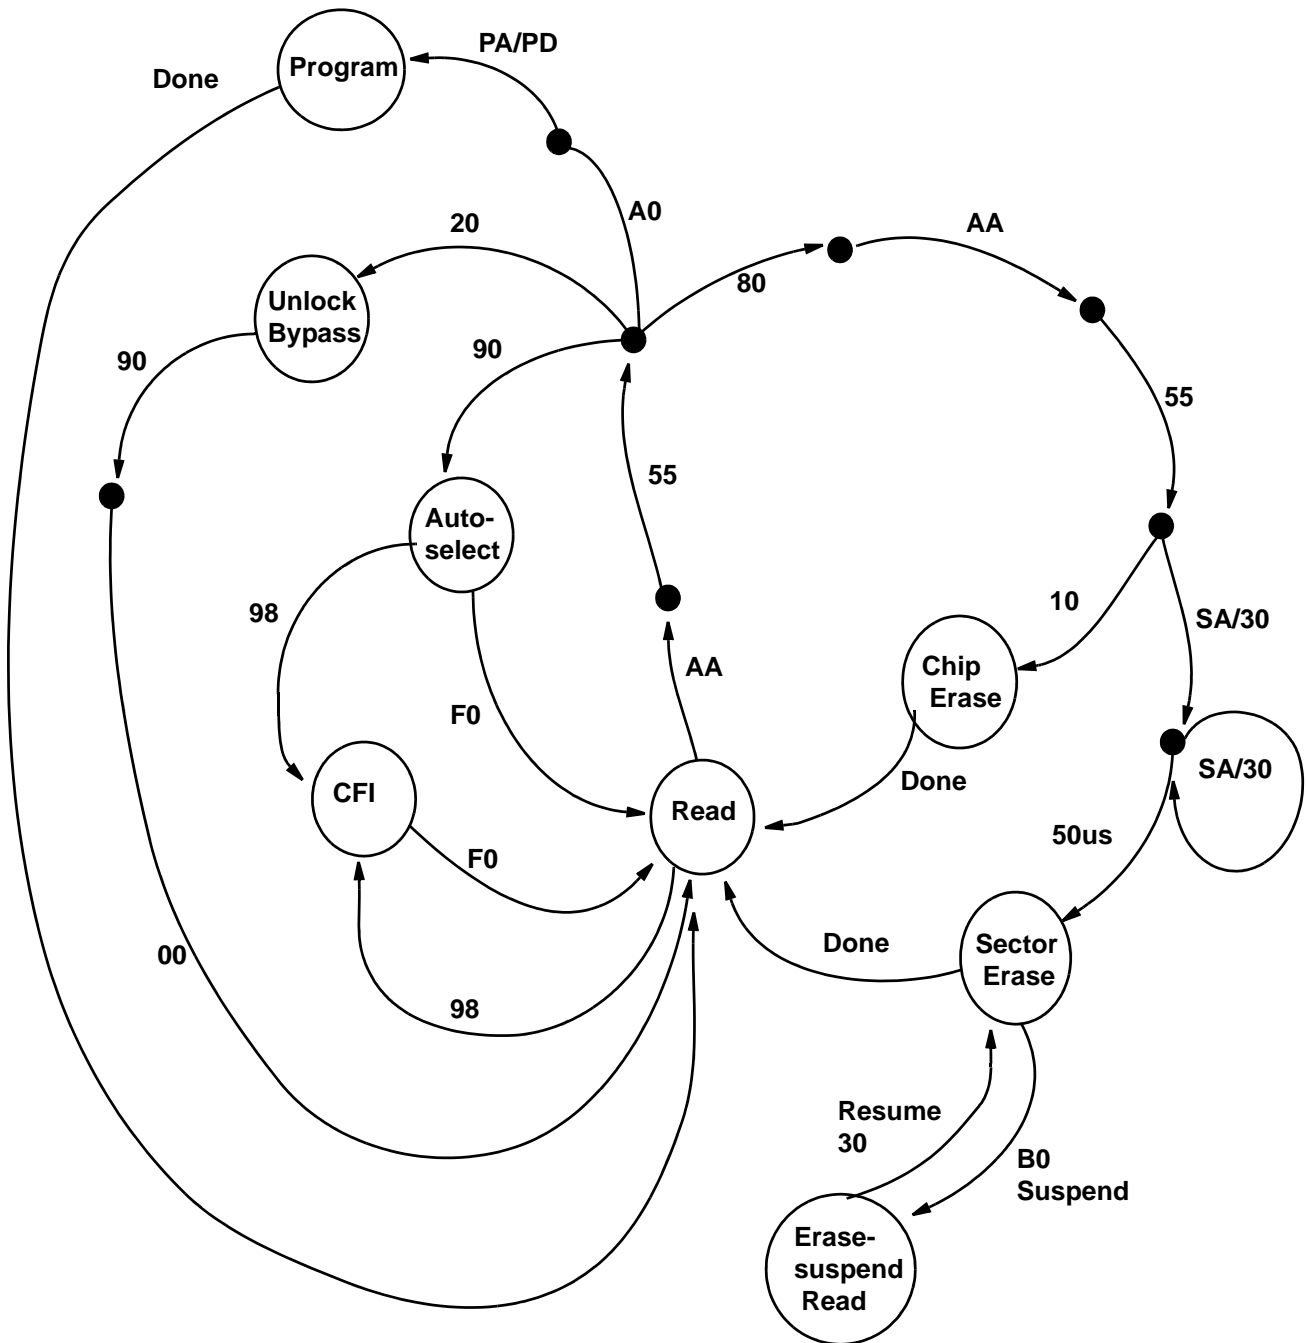 PA/PD
Program
Done
A0
20
AA
80
Unlock
Bypass
90
90
55
55
Auto-
select
98
10
SA/30
AA
Chip
Erase
F0
SA/30
Done
CFI
Read
50us
F0
Done
Sector
Erase
00
98
Resume
30
B0
Suspend
Erase-
suspend
Read